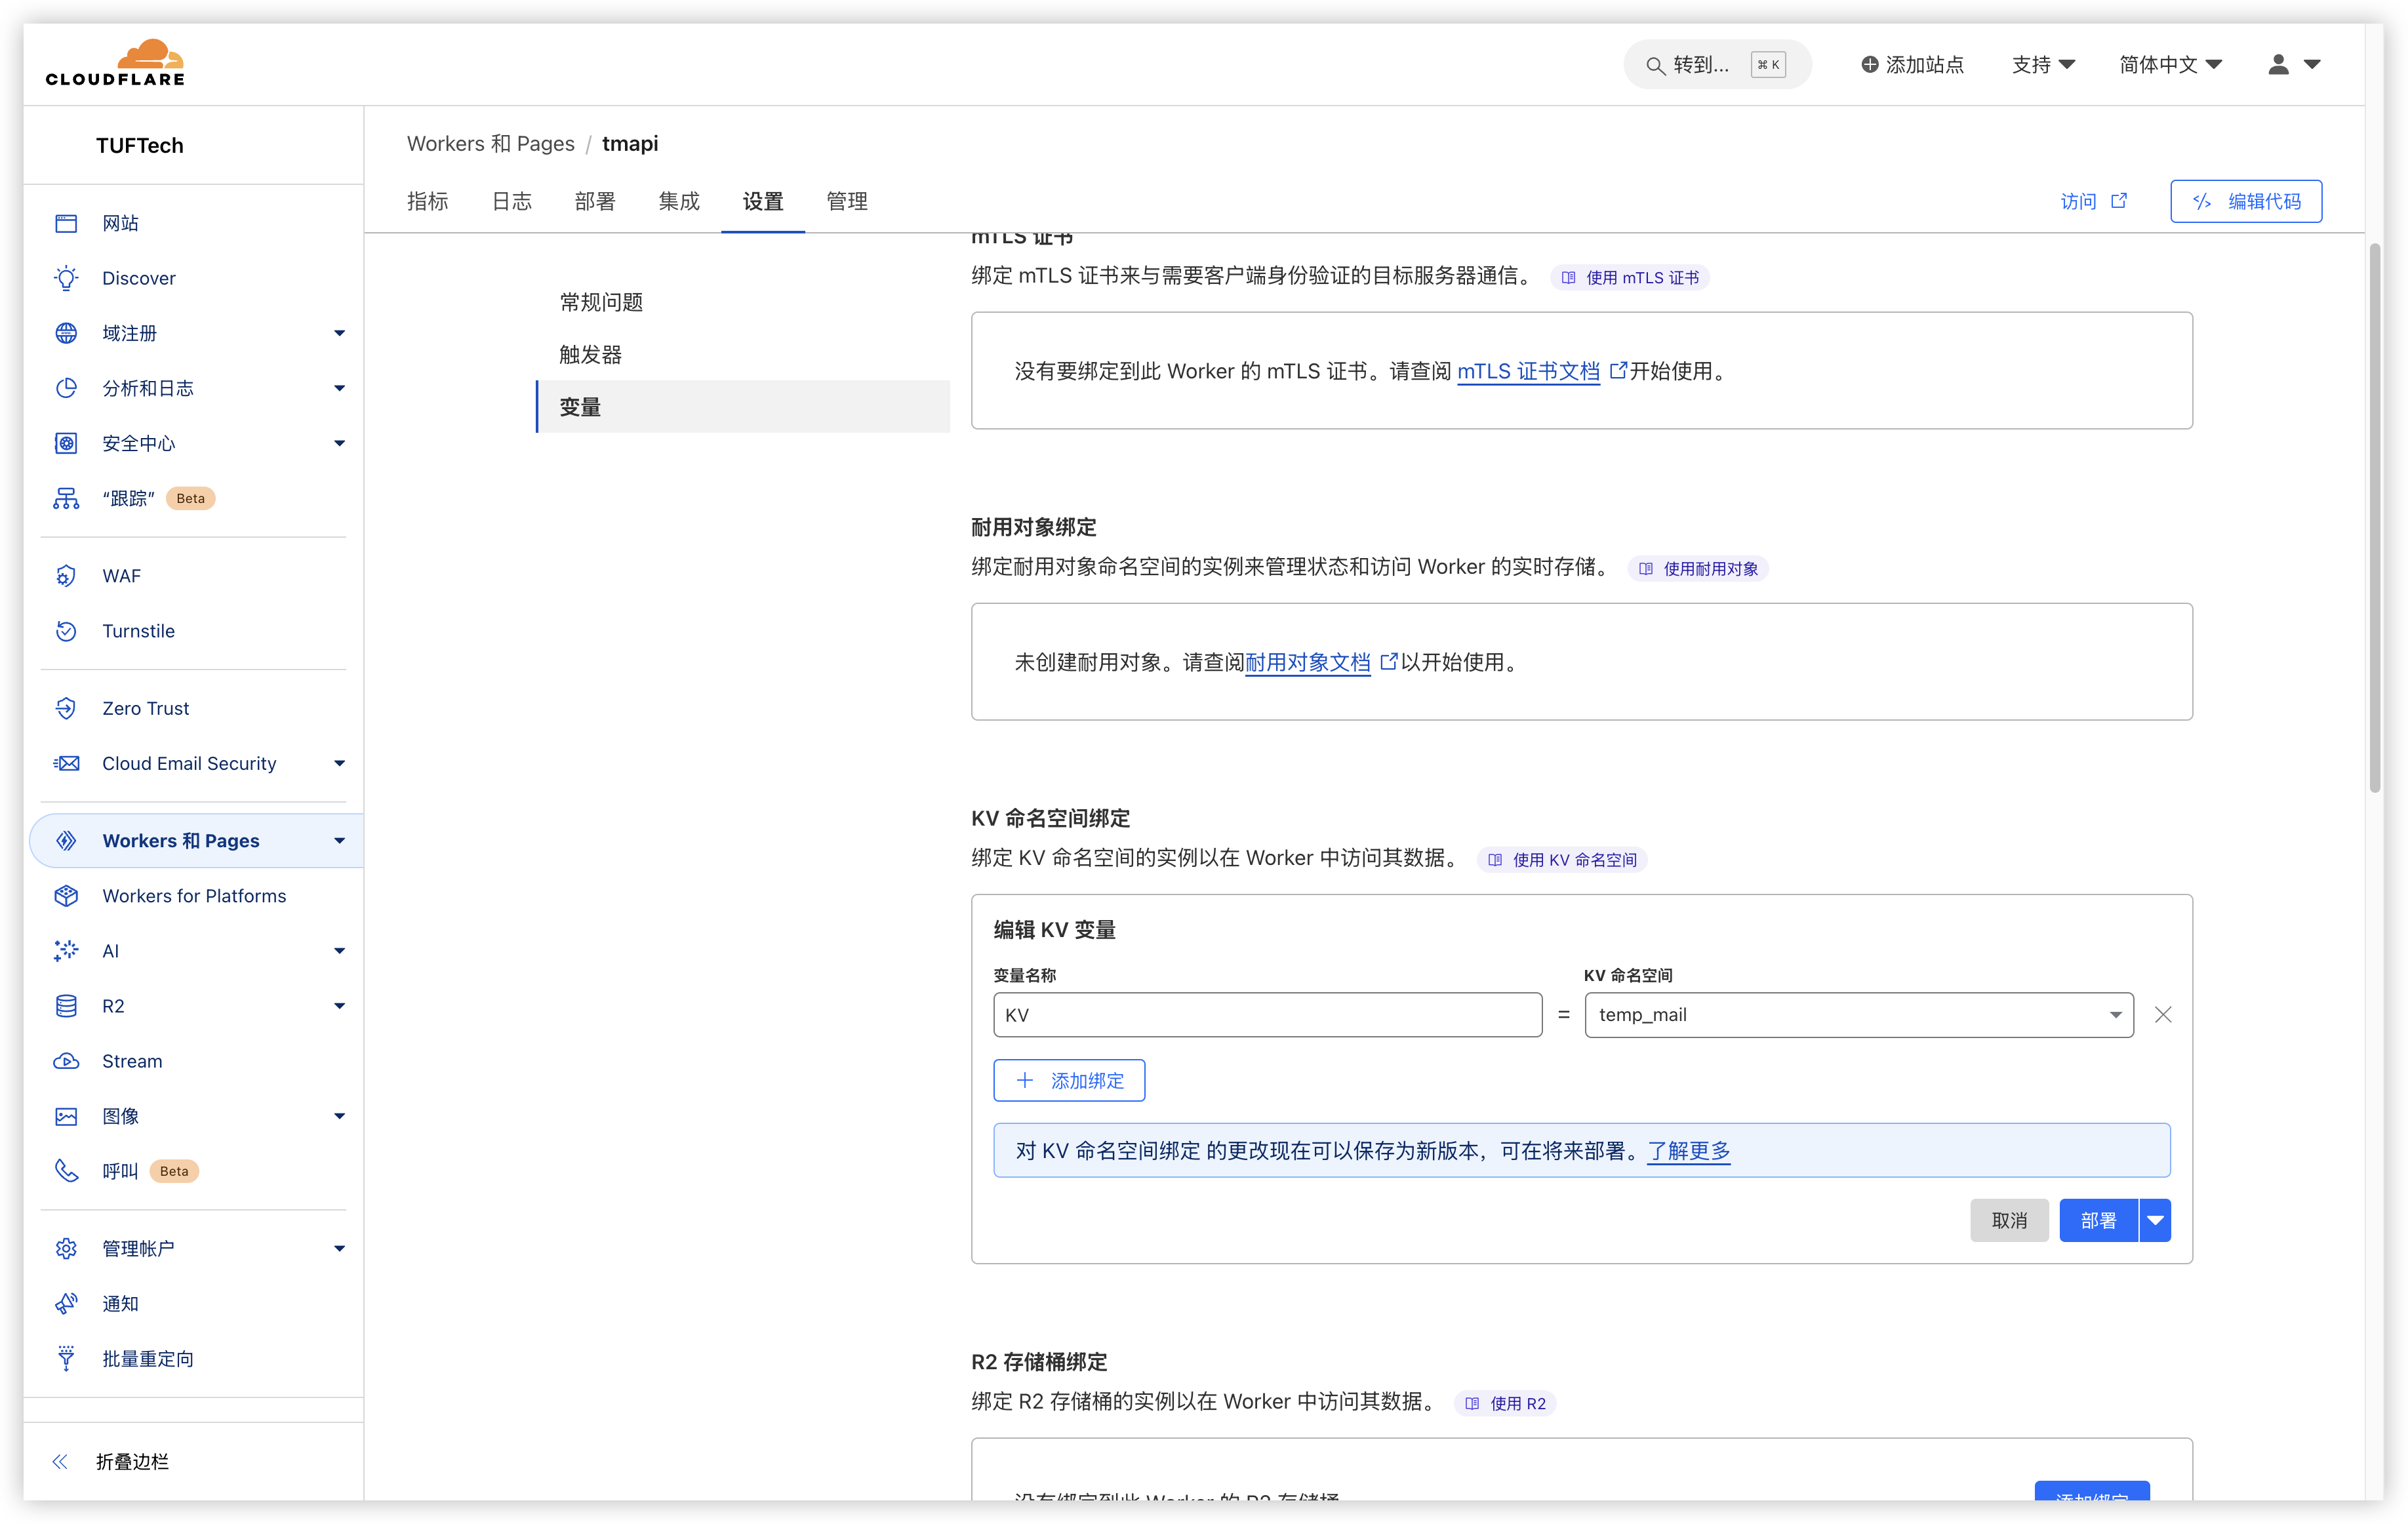 CLOUDFLARE
转到... ⌘ K
添加站点
支持
简体中文
TUFTech
网站
Discover
域注册
分析和日志
安全中心
“跟踪” Beta
WAF
Turnstile
Zero Trust
Cloud Email Security
Workers 和 Pages
Workers for Platforms
AI
R2
Stream
图像
呼叫 Beta
管理帐户
通知
批量重定向
折叠边栏
Workers 和 Pages / tmapi
指标 日志 部署 集成 设置 管理
访问
编辑代码
常规问题
触发器
变量
mTLS 证书
绑定 mTLS 证书来与需要客户端身份验证的目标服务器通信。 使用 mTLS 证书
没有要绑定到此 Worker 的 mTLS 证书。请查阅 mTLS 证书文档 开始使用。
耐用对象绑定
绑定耐用对象命名空间的实例来管理状态和访问 Worker 的实时存储。 使用耐用对象
未创建耐用对象。请查阅耐用对象文档 以开始使用。
KV 命名空间绑定
绑定 KV 命名空间的实例以在 Worker 中访问其数据。 使用 KV 命名空间
编辑 KV 变量
变量名称 KV 命名空间
KV = temp_mail
添加绑定
对 KV 命名空间绑定 的更改现在可以保存为新版本，可在将来部署。了解更多
取消 部署
R2 存储桶绑定
绑定 R2 存储桶的实例以在 Worker 中访问其数据。 使用 R2
没有绑定到此 Worker 的 R2 存储桶
添加绑定